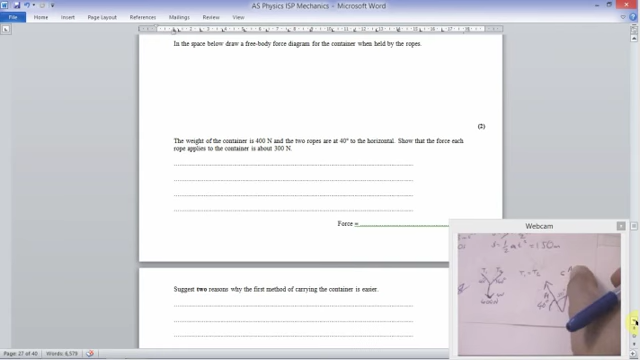 AS Physics ISP Mechanics - Microsoft Word
File
Home
Insert
Page Layout
References
Mailings
Review
View
In the space below draw a free-body force diagram for the container when held by the ropes.
(2)
The weight of the container is 400 N and the two ropes are at 40° to the horizontal. Show that the force each
rope applies to the container is about 300 N.
Force =
Webcam
400N
Suggest two reasons why the first method of carrying the container is easier.
Page: 27 of 40
Words: 6,579